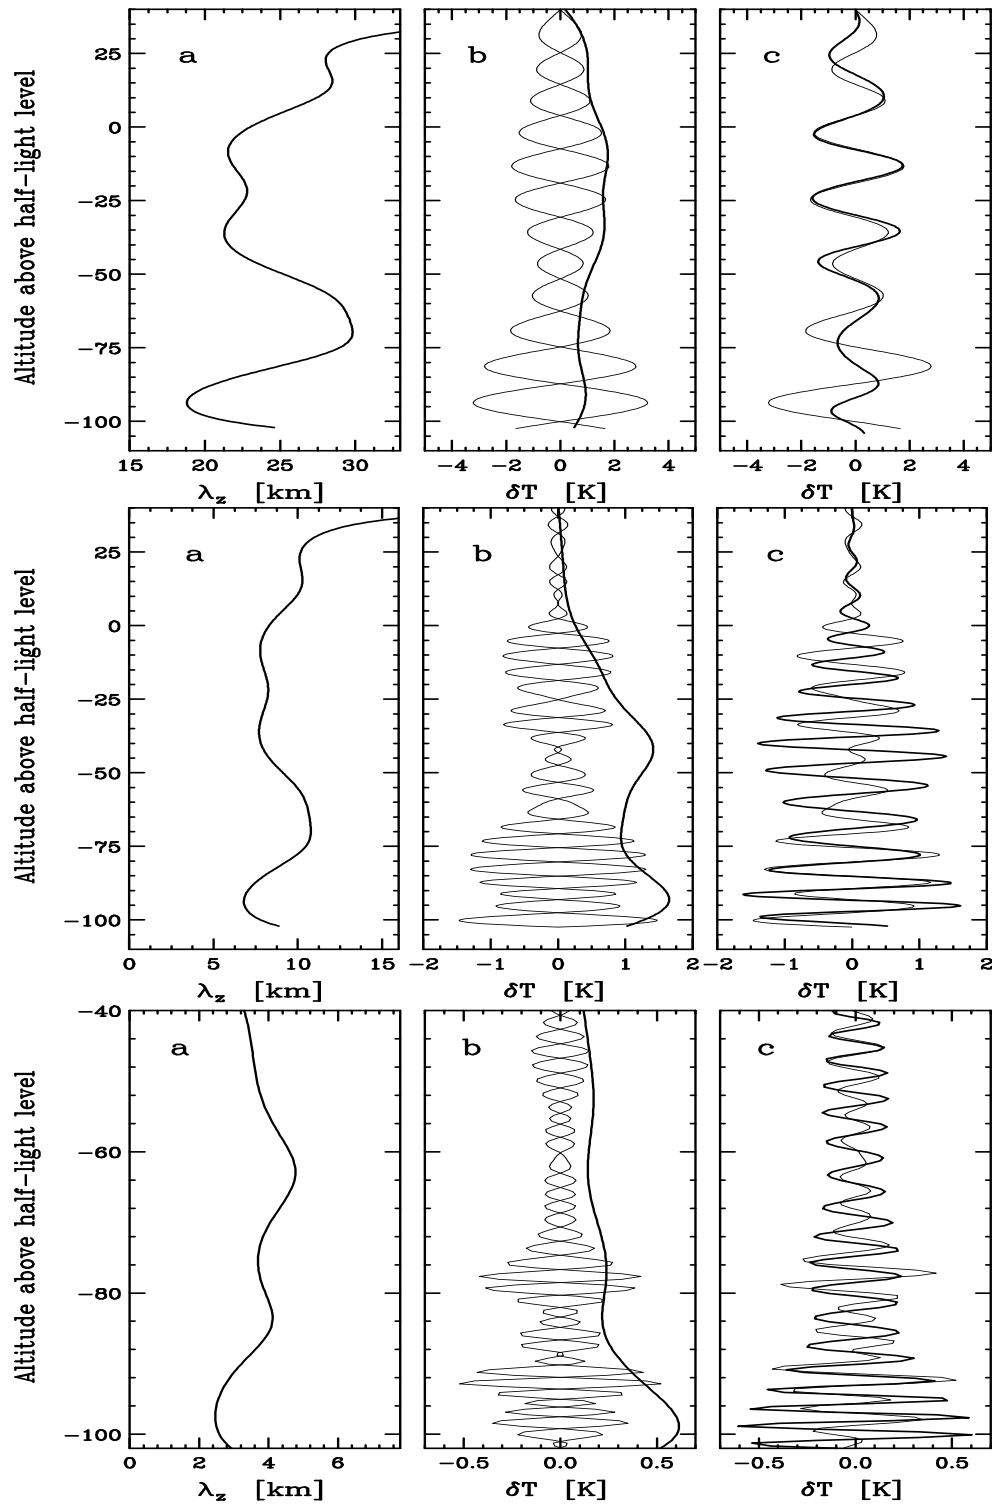 a b c
Altitude above half-light level
25
0
−25
−50
−75
−100
15 20 25 30 −4 −2 0 2 4 −4 −2 0 2 4
λz [km] δT [K] δT [K]
a b c
Altitude above half-light level
25
0
−25
−50
−75
−100
0 5 10 15 −2 −1 0 1 2 −2 −1 0 1 2
λz [km] δT [K] δT [K]
−40
a b c
Altitude above half-light level
−60
−80
−100
0 2 4 6 −0.5 0.0 0.5 −0.5 0.0 0.5
λz [km] δT [K] δT [K]